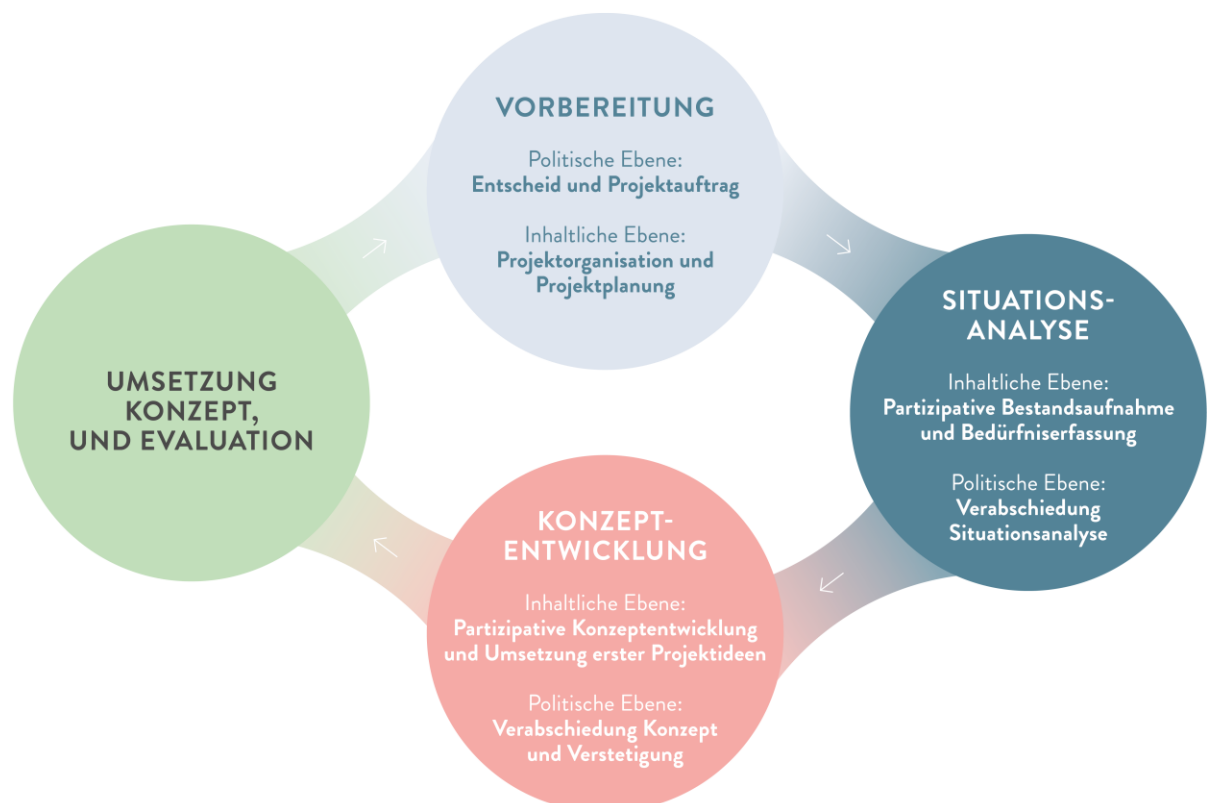 VORBEREITUNG
Politische Ebene:
Entscheid und Projektauftrag
Inhaltliche Ebene:
Projektorganisation und
Projektplanung
SITUATIONS-
ANALYSE
Inhaltliche Ebene:
Partizipative Bestandsaufnahme
und Bedürfniserfassung
Politische Ebene:
Verabschiedung
Situationsanalyse
KONZEPT-
ENTWICKLUNG
Inhaltliche Ebene:
Partizipative Konzeptentwicklung
und Umsetzung erster Projektideen
Politische Ebene:
Verabschiedung Konzept
und Verstetigung
UMSETZUNG
KONZEPT,
UND EVALUATION